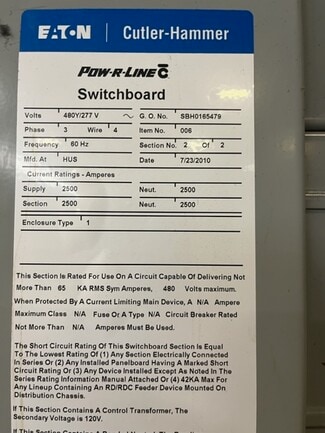 EATON Cutler-Hammer
POW-R-LINE C
Switchboard
Volts 480Y/277 V ~ G. O. No. SBH0165479
Phase 3 Wire 4 Item No. 006
Frequency 60 Hz Section No. 2 Of 2
Mfd. At HUS Date 7/23/2010
Current Ratings - Amperes
Supply 2500 Neut. 2500
Section 2500 Neut. 2500
Enclosure Type 1
This Section Is Rated For Use On A Circuit Capable Of Delivering Not
More Than 65 KA RMS Sym Amperes, 480 Volts maximum.
When Protected By A Current Limiting Main Device, A N/A Ampere
Maximum Class N/A Fuse Or A Type N/A Circuit Breaker Rated
Not More Than N/A Amperes Must Be Used.
The Short Circuit Rating Of This Switchboard Section Is Equal
To The Lowest Rating Of (1) Any Section Electrically Connected
In Series Or (2) Any Installed Panelboard Having A Marked Short
Circuit Rating Or (3) Any Device Installed Except As Noted In The
Series Rating Information Manual Attached Or (4) 42KA Max For
Any Lineup Containing An RD/RDC Feeder Device Mounted On
Distribution Chassis.
If This Section Contains A Control Transformer, The
Secondary Voltage is 120V.